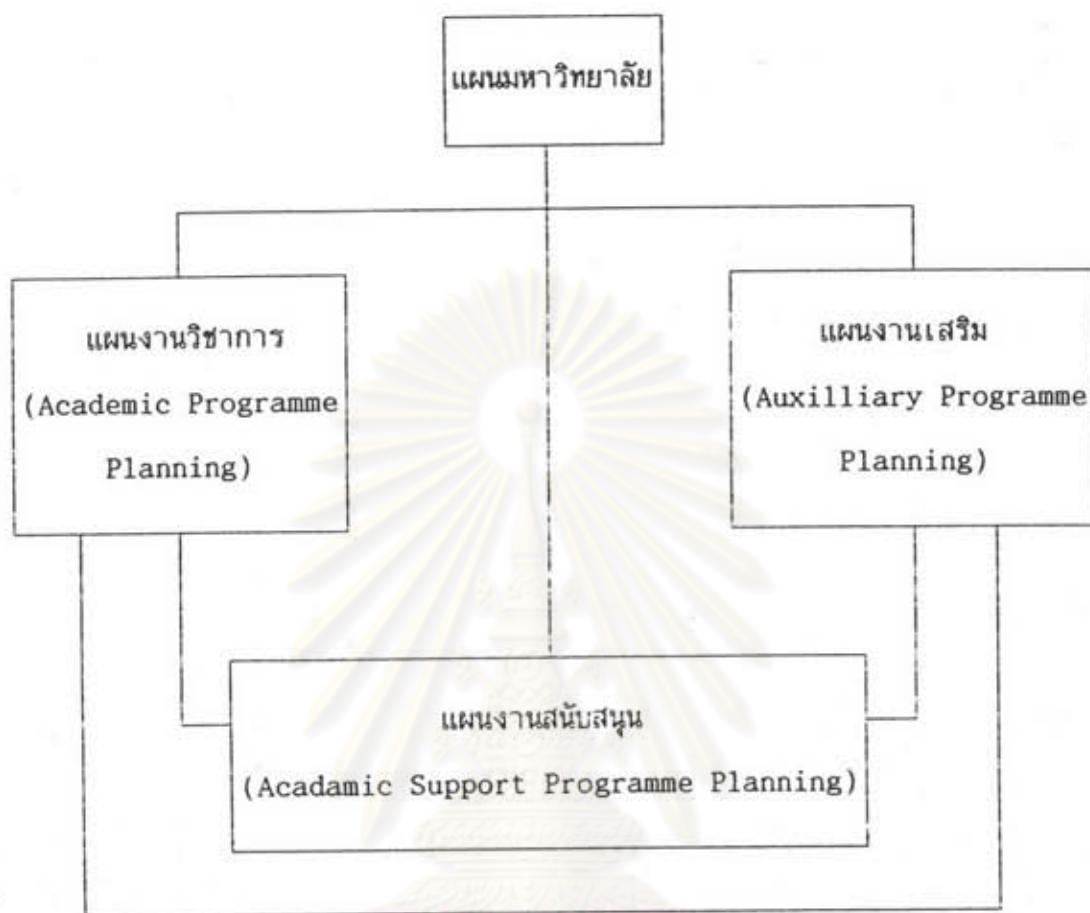 แผนมหาวิทยาลัย
แผนงานวิชาการ
(Academic Programme
Planning)
แผนงานเสริม
(Auxilliary Programme
Planning)
แผนงานสนับสนุน
(Acadamic Support Programme Planning)